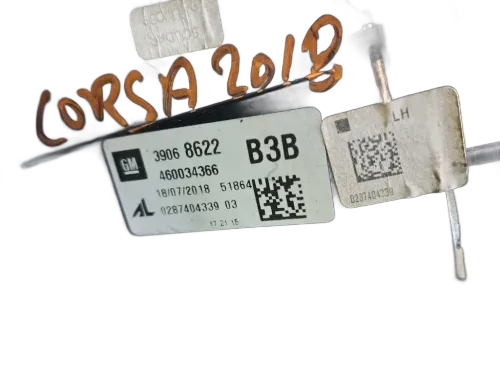 CORSA 2018
GM
3906 8622 B3B
460034366
18/07/2018 51864
AL 0287404339 03
17:21:15
LH
0287404339